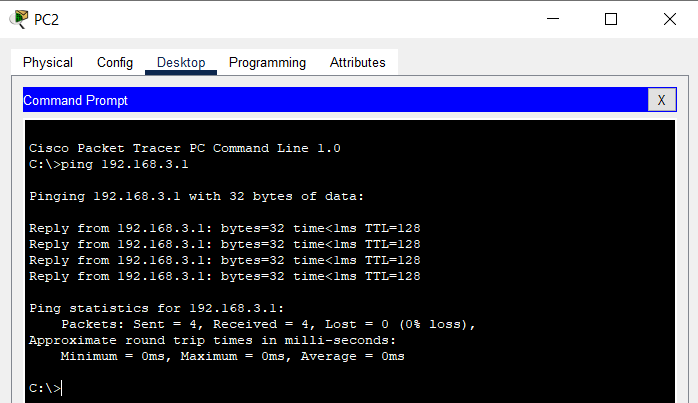 PC2
Physical Config Desktop Programming Attributes
Command Prompt X
Cisco Packet Tracer PC Command Line 1.0
C:\>ping 192.168.3.1
Pinging 192.168.3.1 with 32 bytes of data:
Reply from 192.168.3.1: bytes=32 time<1ms TTL=128
Reply from 192.168.3.1: bytes=32 time<1ms TTL=128
Reply from 192.168.3.1: bytes=32 time<1ms TTL=128
Reply from 192.168.3.1: bytes=32 time<1ms TTL=128
Ping statistics for 192.168.3.1:
    Packets: Sent = 4, Received = 4, Lost = 0 (0% loss),
Approximate round trip times in milli-seconds:
    Minimum = 0ms, Maximum = 0ms, Average = 0ms
C:\>